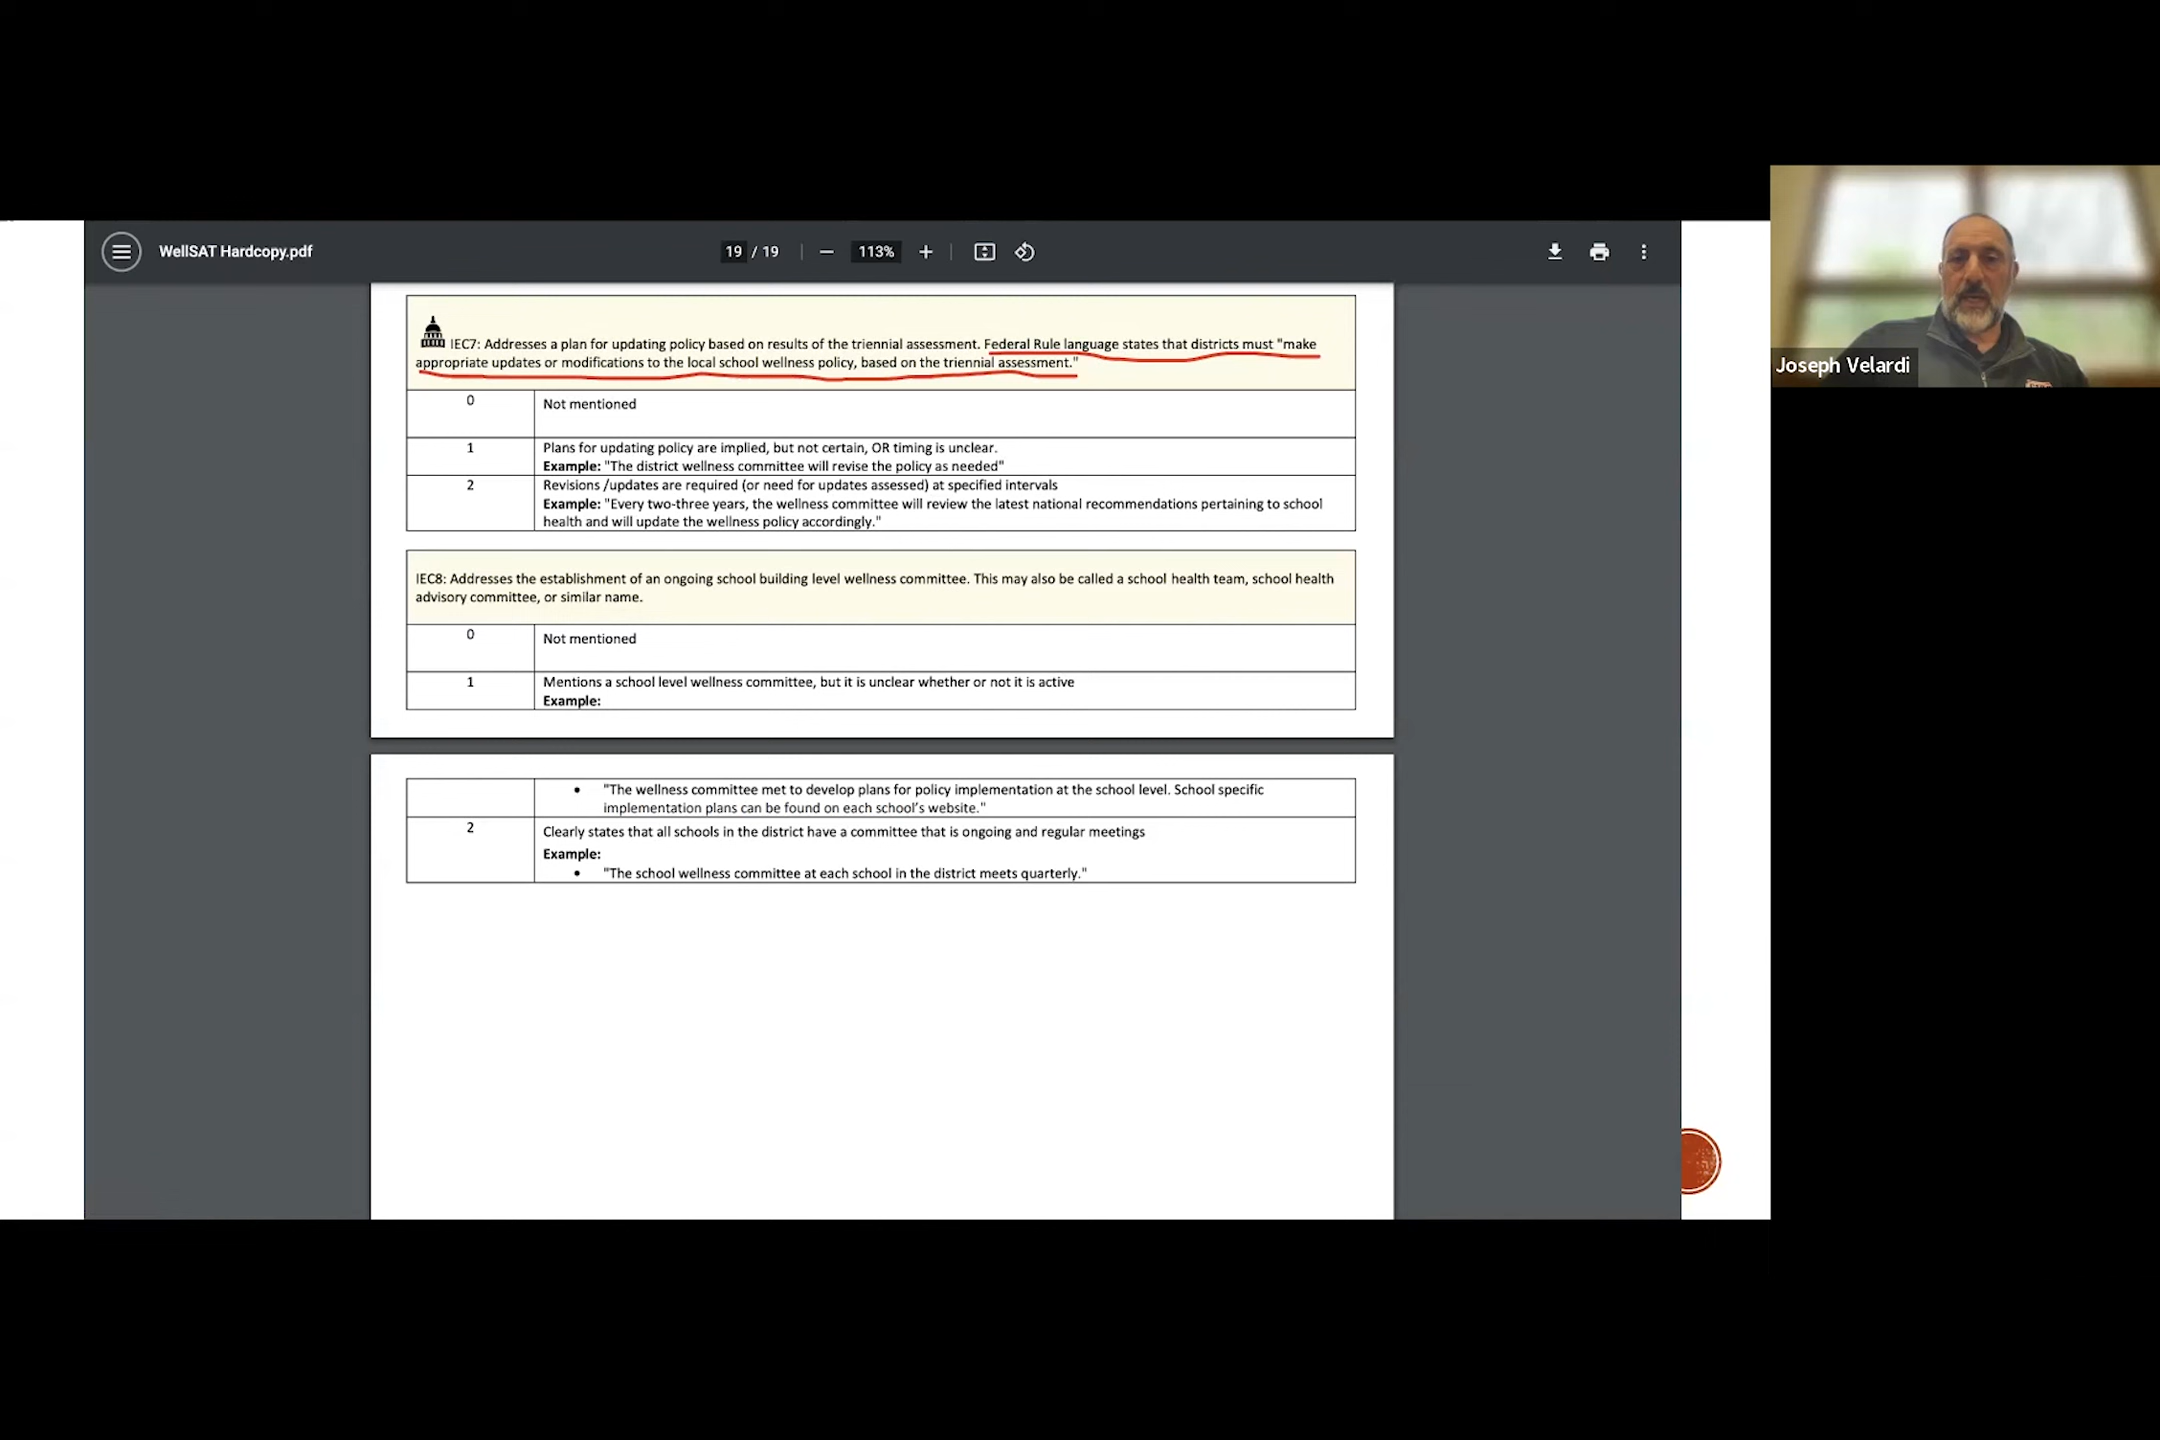 WellSAT Hardcopy.pdf
19 / 19
113%
IEC7: Addresses a plan for updating policy based on results of the triennial assessment. Federal Rule language states that districts must "make
appropriate updates or modifications to the local school wellness policy, based on the triennial assessment."
0 Not mentioned
1 Plans for updating policy are implied, but not certain, OR timing is unclear.
Example: "The district wellness committee will revise the policy as needed"
2 Revisions /updates are required (or need for updates assessed) at specified intervals
Example: "Every two-three years, the wellness committee will review the latest national recommendations pertaining to school
health and will update the wellness policy accordingly."
IEC8: Addresses the establishment of an ongoing school building level wellness committee. This may also be called a school health team, school health
advisory committee, or similar name.
0 Not mentioned
1 Mentions a school level wellness committee, but it is unclear whether or not it is active
Example:
• "The wellness committee met to develop plans for policy implementation at the school level. School specific
implementation plans can be found on each school's website."
2 Clearly states that all schools in the district have a committee that is ongoing and regular meetings
Example:
• "The school wellness committee at each school in the district meets quarterly."
Joseph Velardi